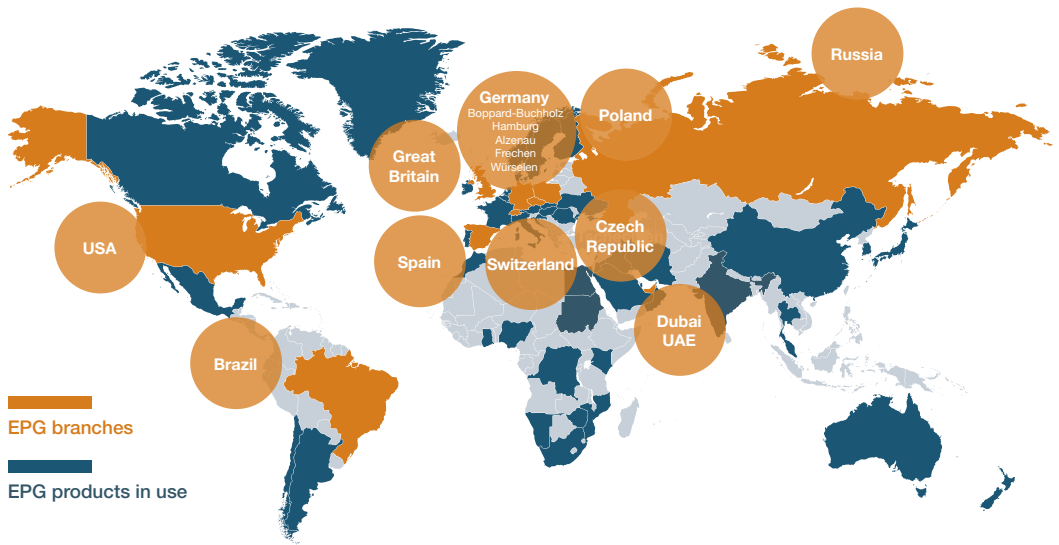 Russia
Germany
Boppard-Buchholz
Hamburg
Alzenau
Frechen
Würselen
Poland
Great
Britain
USA
Spain
Switzerland
Czech
Republic
Dubai
UAE
Brazil
EPG branches
EPG products in use